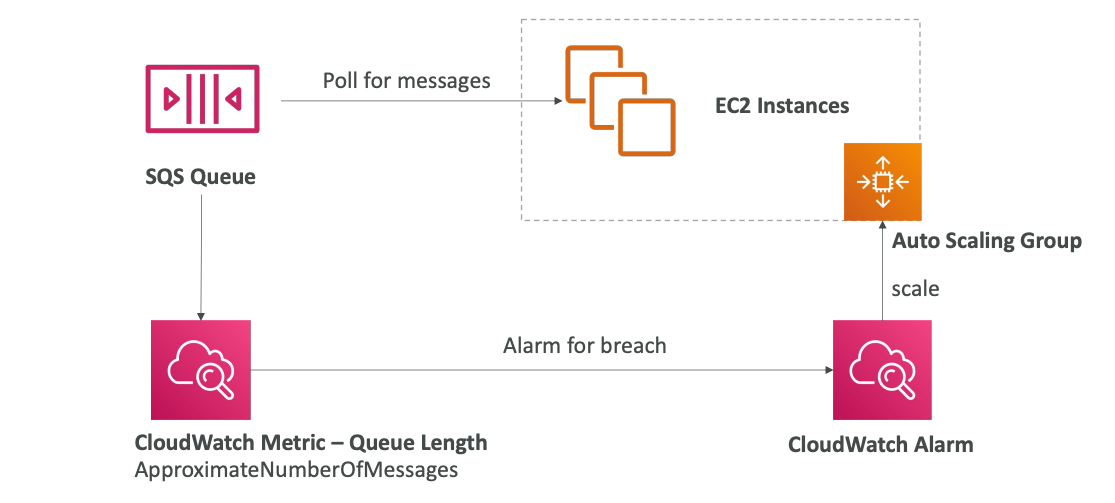 Poll for messages
EC2 Instances
SQS Queue
Auto Scaling Group
scale
Alarm for breach
CloudWatch Metric – Queue Length
ApproximateNumberOfMessages
CloudWatch Alarm